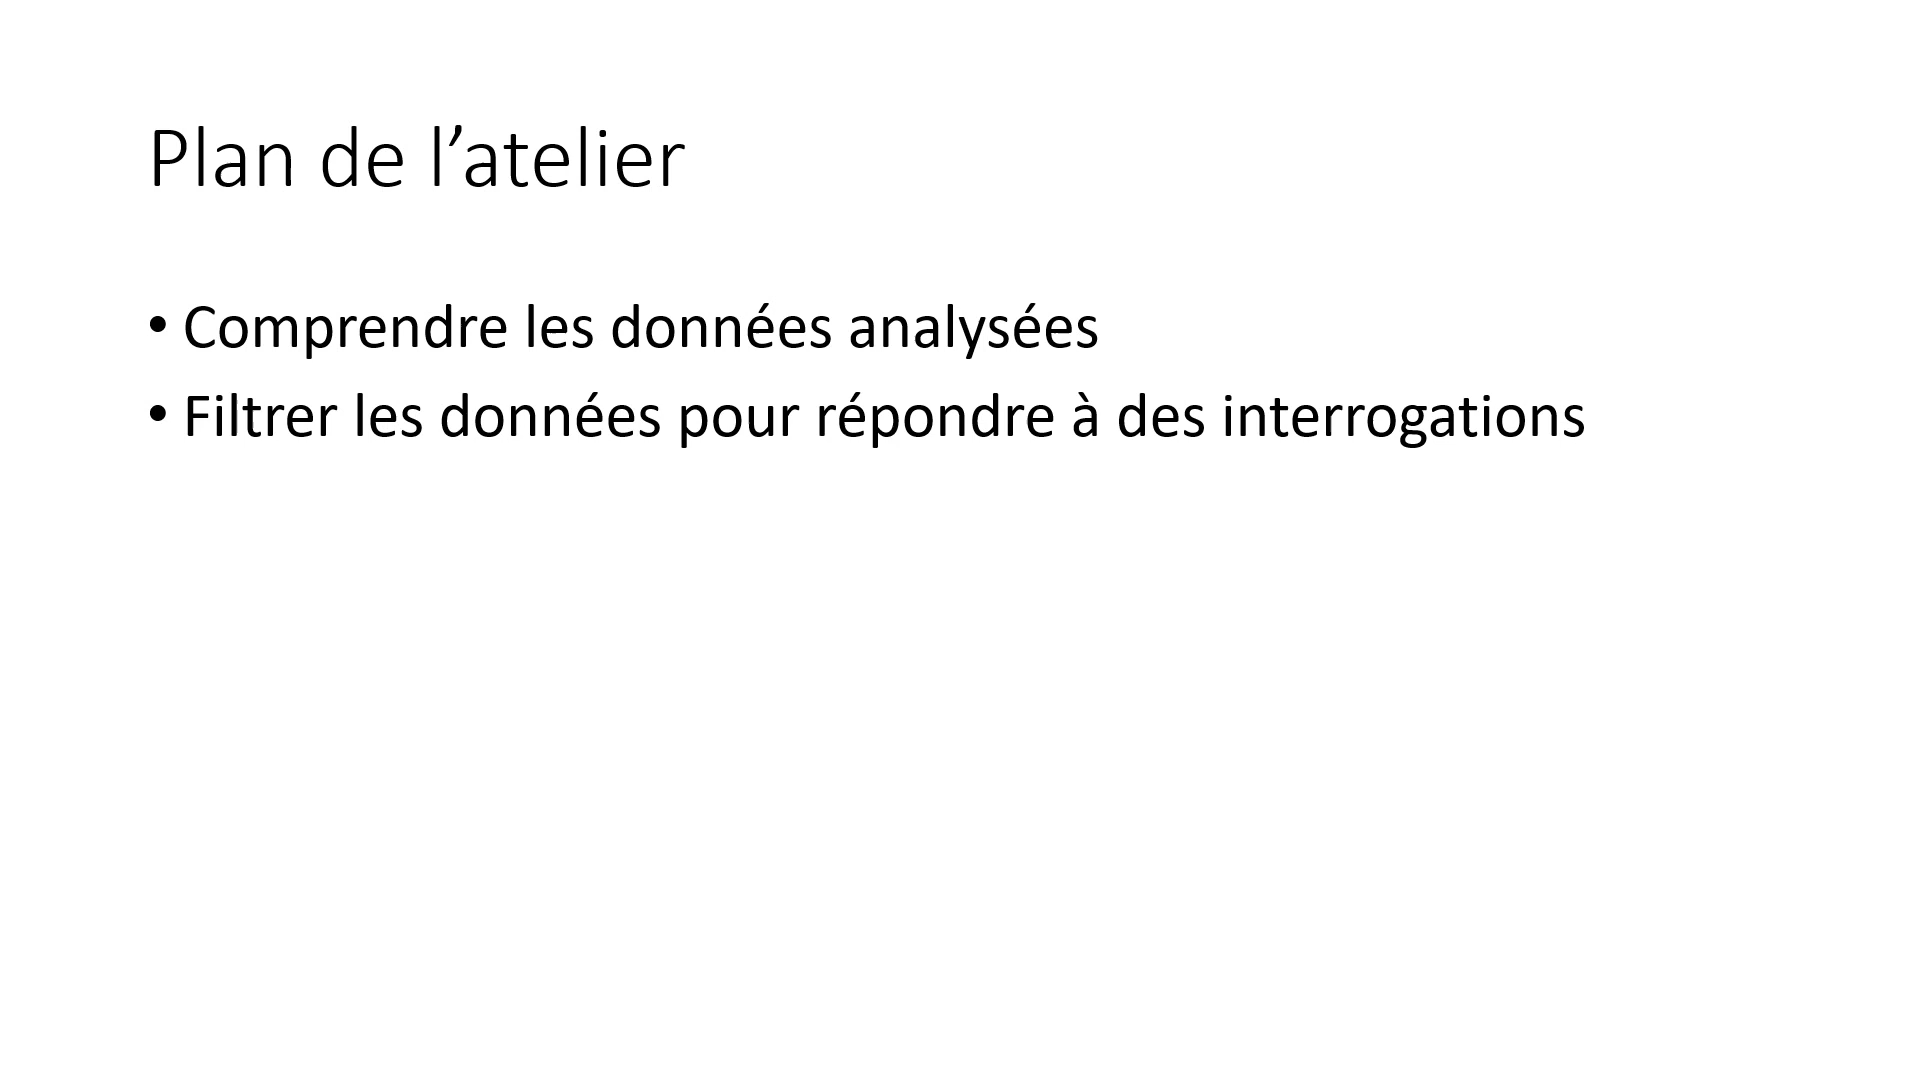 Plan de l’atelier
• Comprendre les données analysées
• Filtrer les données pour répondre à des interrogations